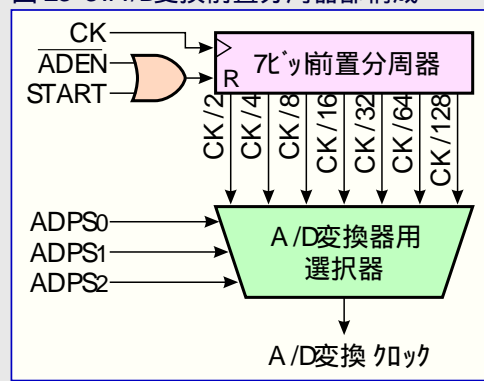 CK
ADEN
START
R
7ﾋﾞｯﾄ前置分周器
CK/2
CK/4
CK/8
CK/16
CK/32
CK/64
CK/128
ADPS0
ADPS1
ADPS2
A/D変換器用
選択器
A/D変換 ｸﾛｯｸ